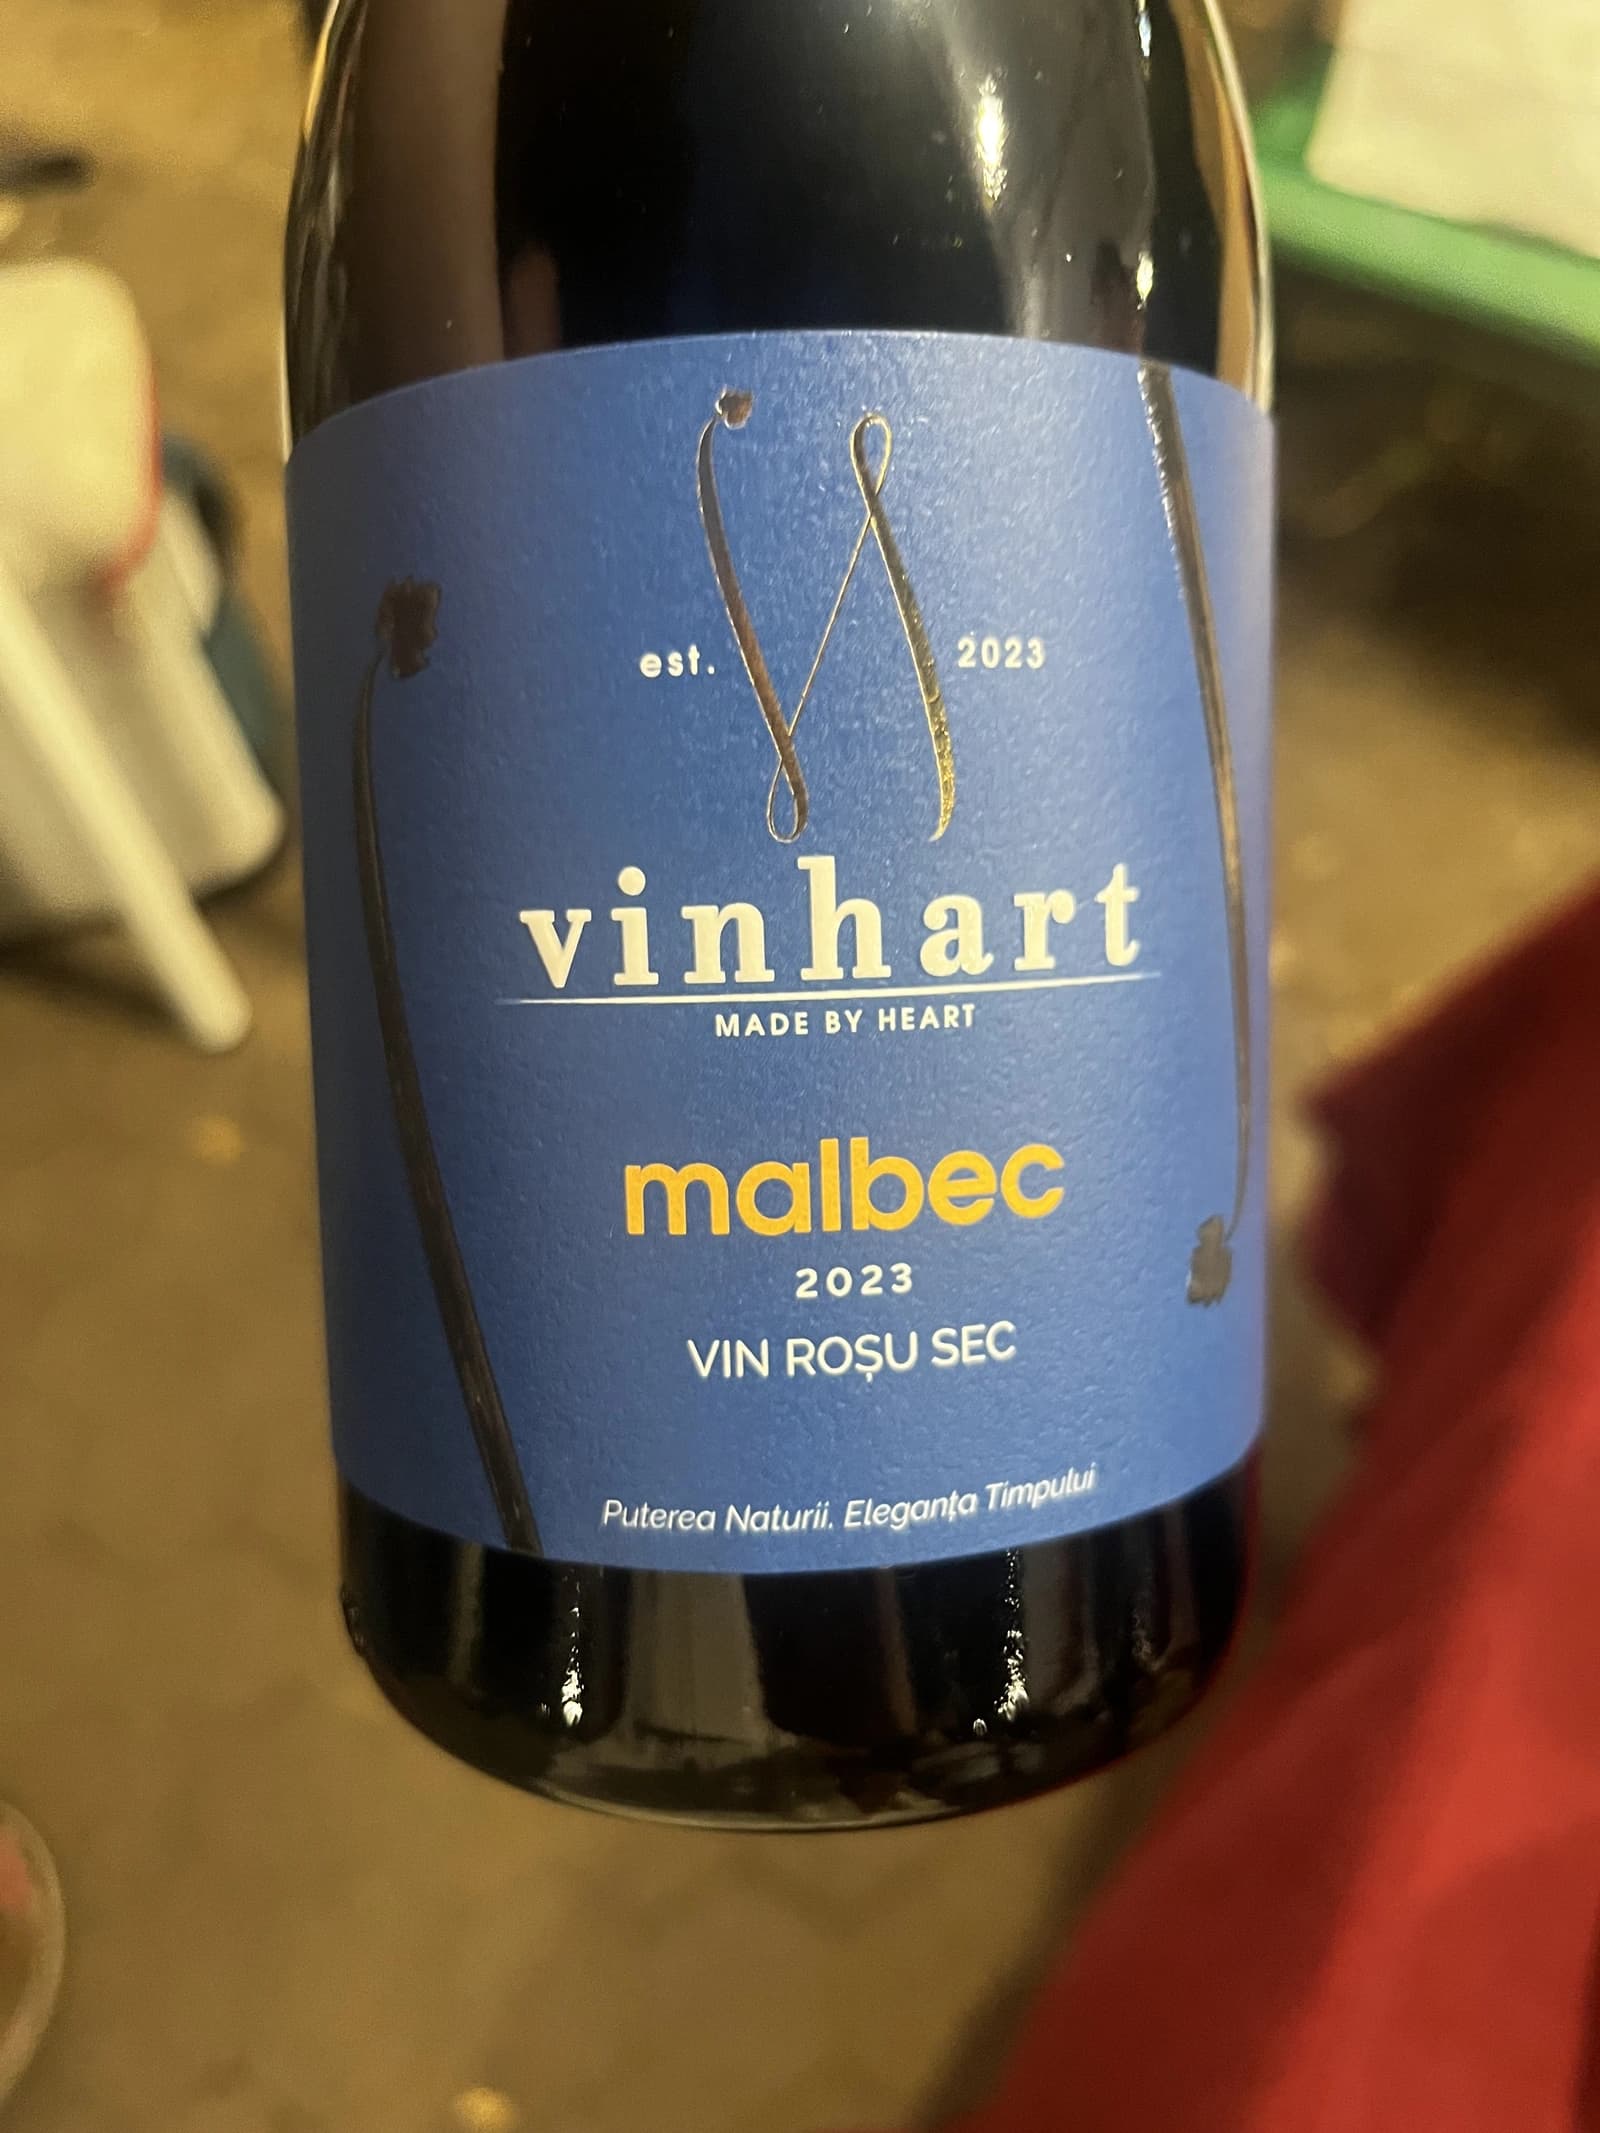 est. 2023
vinhart
MADE BY HEART
malbec
2023
VIN ROȘU SEC
Puterea Naturii. Eleganța Timpului